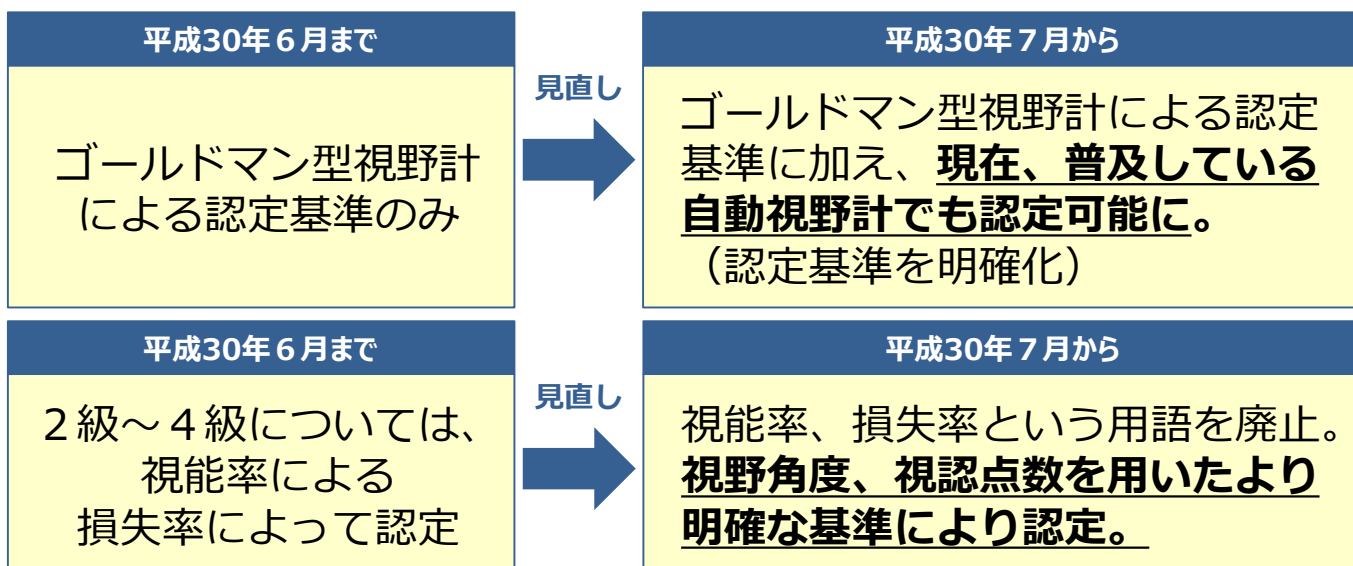 平成30年６月まで
ゴールドマン型視野計
による認定基準のみ
見直し
平成30年７月から
ゴールドマン型視野計による認定
基準に加え、現在、普及している
自動視野計でも認定可能に。
（認定基準を明確化）
平成30年６月まで
２級～４級については、
視能率による
損失率によって認定
見直し
平成30年７月から
視能率、損失率という用語を廃止。
視野角度、視認点数を用いたより
明確な基準により認定。